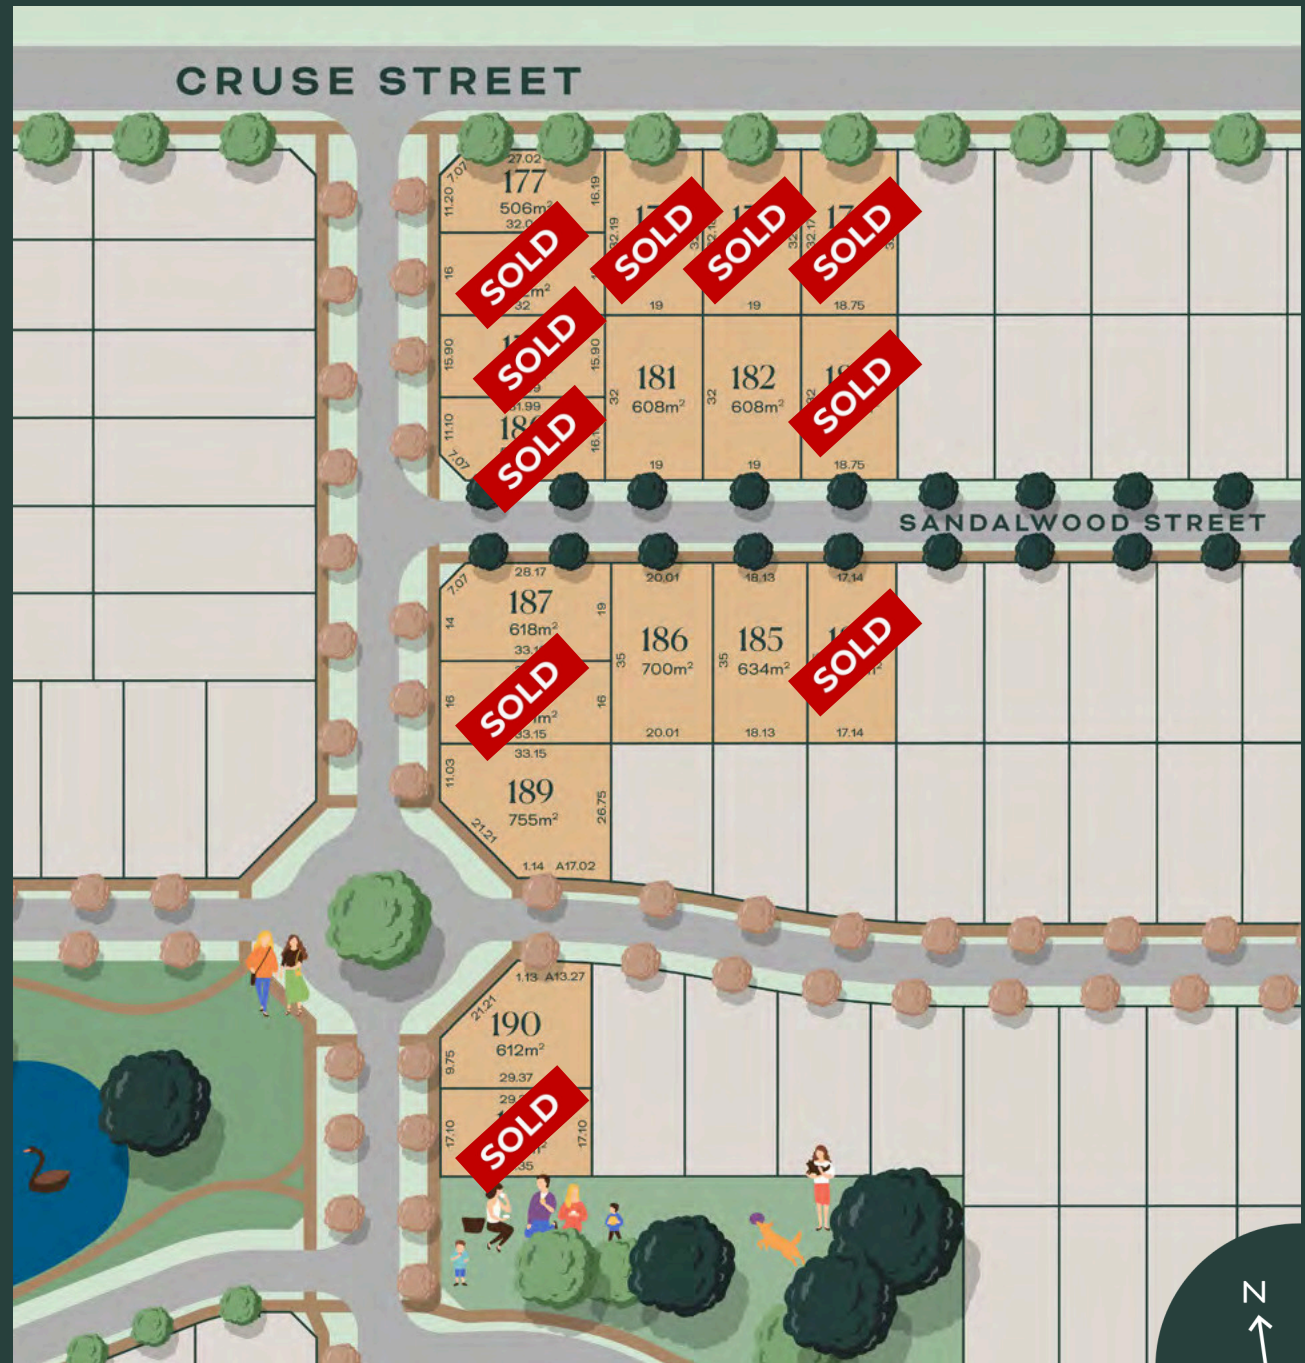 CRUSE STREET
27.02
7.07
177
506m²
11.20
16.19
SOLD
16
32
SOLD
15.90
15.90
SOLD
11.10
7.07
SOLD
32.19
19
SOLD
19
SOLD
18.75
181
608m²
32
19
182
608m²
32
19
SOLD
18.75
SANDALWOOD STREET
28.17
7.07
187
618m²
14
19
SOLD
16
16
33.15
20.01
186
700m²
35
20.01
18.13
185
634m²
35
18.13
17.14
SOLD
17.14
33.15
11.03
189
755m²
26.75
21.21
1.14 A17.02
1.13 A13.27
21.21
190
612m²
9.75
29.37
SOLD
17.10
17.10
N